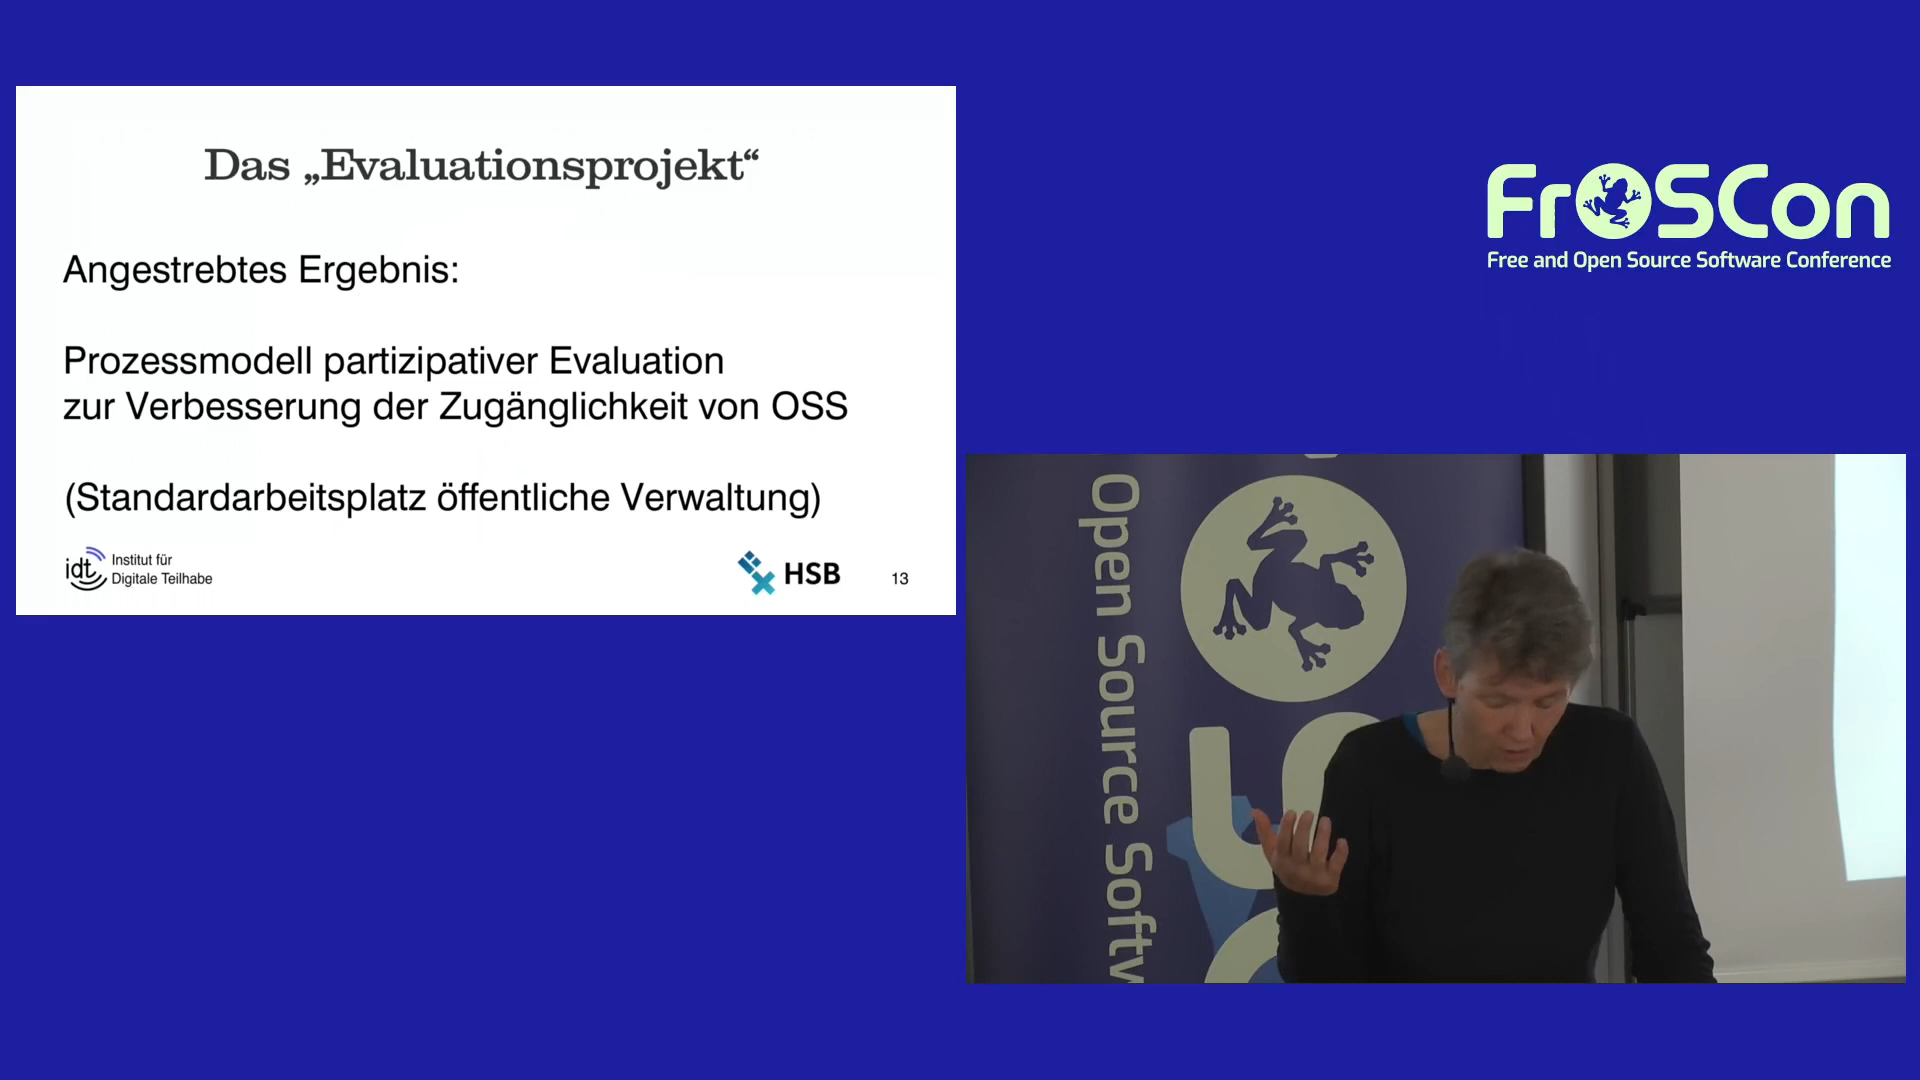 Das „Evaluationsprojekt“
Angestrebtes Ergebnis:
Prozessmodell partizipativer Evaluation
zur Verbesserung der Zugänglichkeit von OSS
(Standardarbeitsplatz öffentliche Verwaltung)
idt Institut für
Digitale Teilhabe
HSB
13
FrOSCon
Free and Open Source Software Conference
Open Source Softw